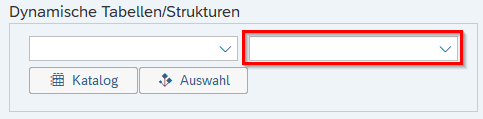 Dynamische Tabellen/Strukturen
Katalog Auswahl